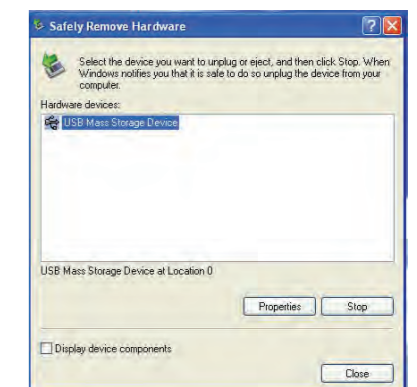 Safely Remove Hardware
Select the device you want to unplug or eject, and then click Stop. When
Windows notifies you that it is safe to do so unplug the device from your
computer.
Hardware devices:
USB Mass Storage Device
USB Mass Storage Device at Location 0
Properties
Stop
Display device components
Close